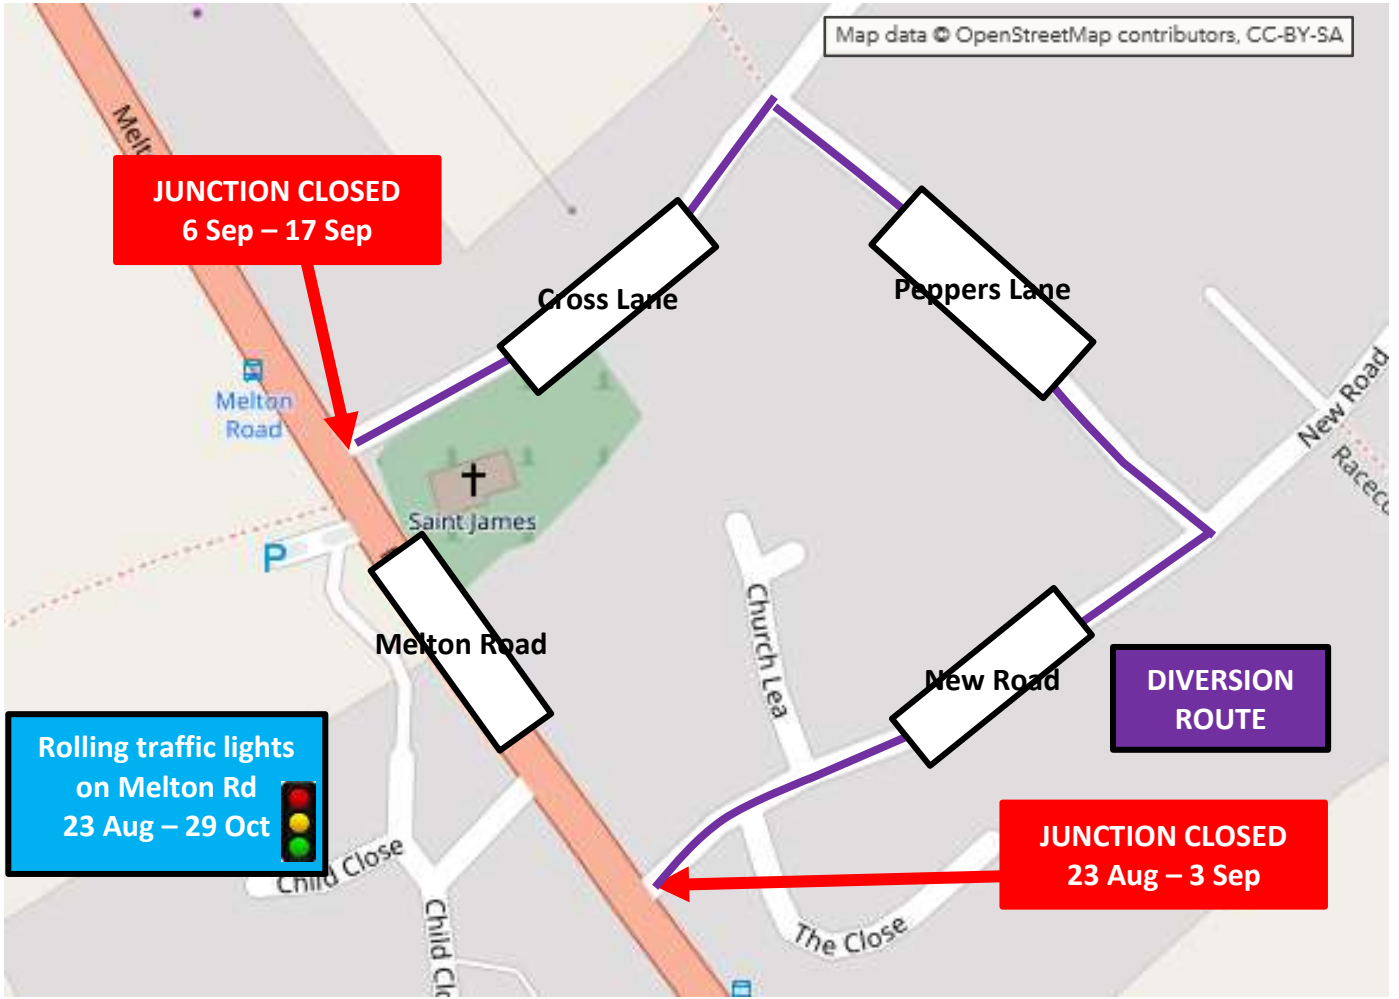 Map data © OpenStreetMap contributors, CC-BY-SA
JUNCTION CLOSED
6 Sep – 17 Sep
Cross Lane
Peppers Lane
Melton
Road
New Road
Saint James
P
Melton Road
Church Lea
New Road
DIVERSION
ROUTE
Rolling traffic lights
on Melton Rd
23 Aug – 29 Oct
JUNCTION CLOSED
23 Aug – 3 Sep
Child Close
The Close